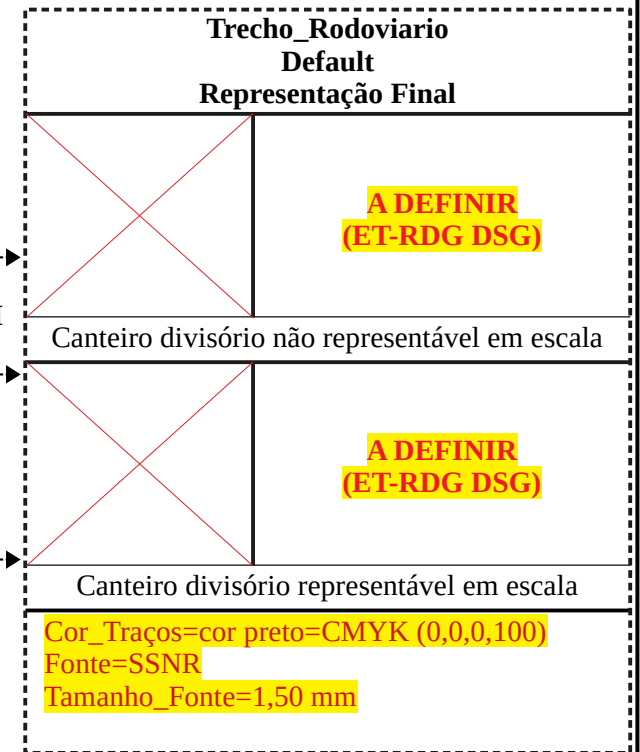 Trecho_Rodoviario
Default
Representação Final
A DEFINIR
(ET-RDG DSG)
Canteiro divisório não representável em escala
A DEFINIR
(ET-RDG DSG)
Canteiro divisório representável em escala
Cor_Traços=cor preto=CMYK (0,0,0,100)
Fonte=SSNR
Tamanho_Fonte=1,50 mm